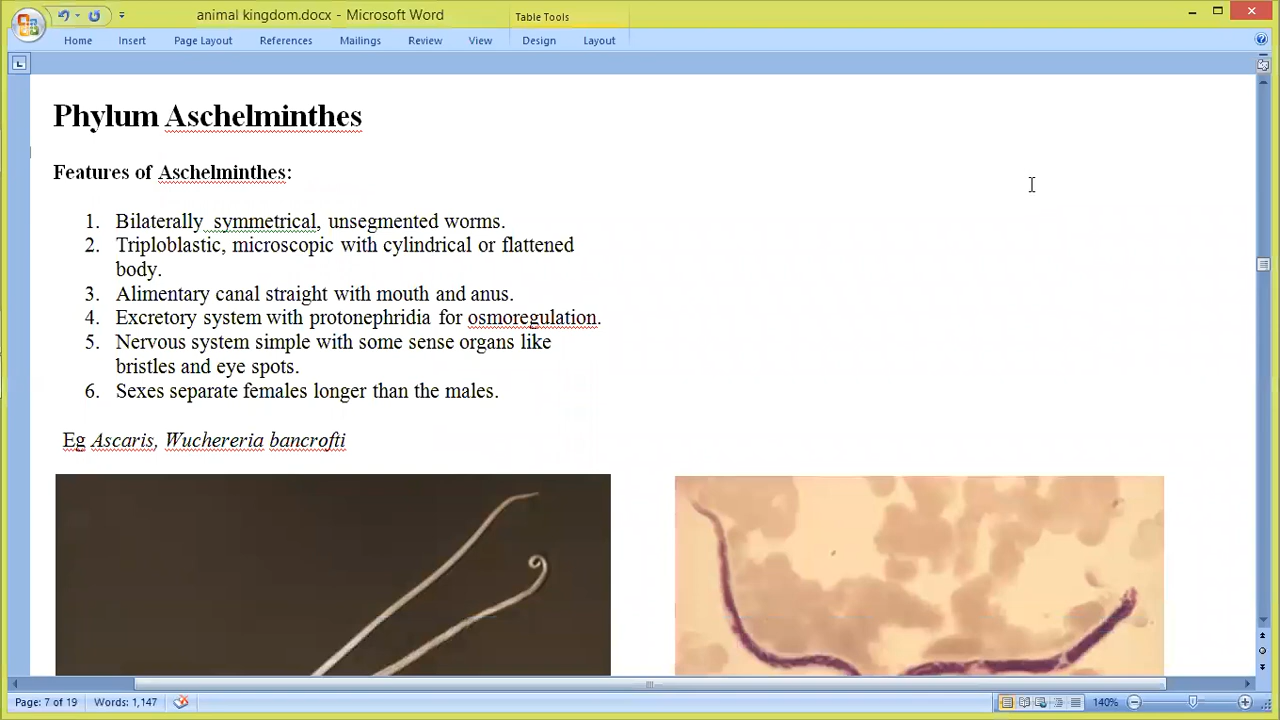 animal kingdom.docx - Microsoft Word
Table Tools
Home Insert Page Layout References Mailings Review View Design Layout
Phylum Aschelminthes
Features of Aschelminthes:
1. Bilaterally symmetrical, unsegmented worms.
2. Triploblastic, microscopic with cylindrical or flattened
body.
3. Alimentary canal straight with mouth and anus.
4. Excretory system with protonephridia for osmoregulation.
5. Nervous system simple with some sense organs like
bristles and eye spots.
6. Sexes separate females longer than the males.
Eg Ascaris, Wuchereria bancrofti
Page: 7 of 19 Words: 1,147 140%